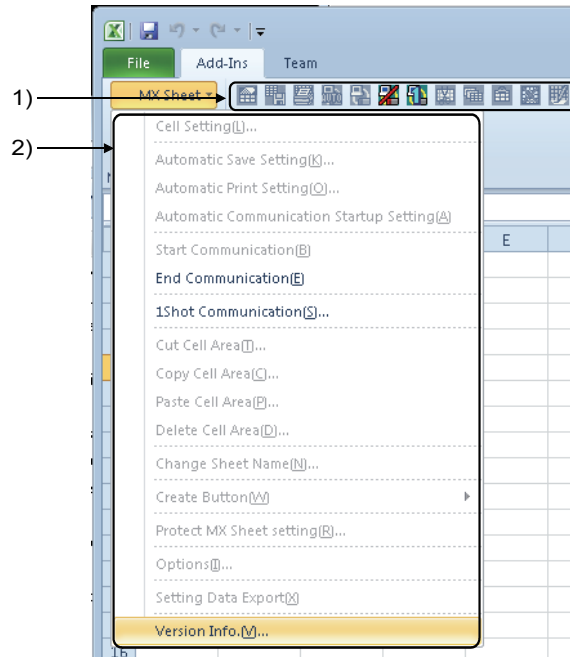 File Add-Ins Team
1) MX Sheet
2) Cell Setting(L)...
Automatic Save Setting(K)...
Automatic Print Setting(O)...
Automatic Communication Startup Setting(A)
E
Start Communication(B)
End Communication(E)
1Shot Communication(S)...
Cut Cell Area(T)...
Copy Cell Area(C)...
Paste Cell Area(P)...
Delete Cell Area(D)...
Change Sheet Name(N)...
Create Button(W)
Protect MX Sheet setting(R)...
Options(I)...
Setting Data Export(X)
Version Info.(V)...
16